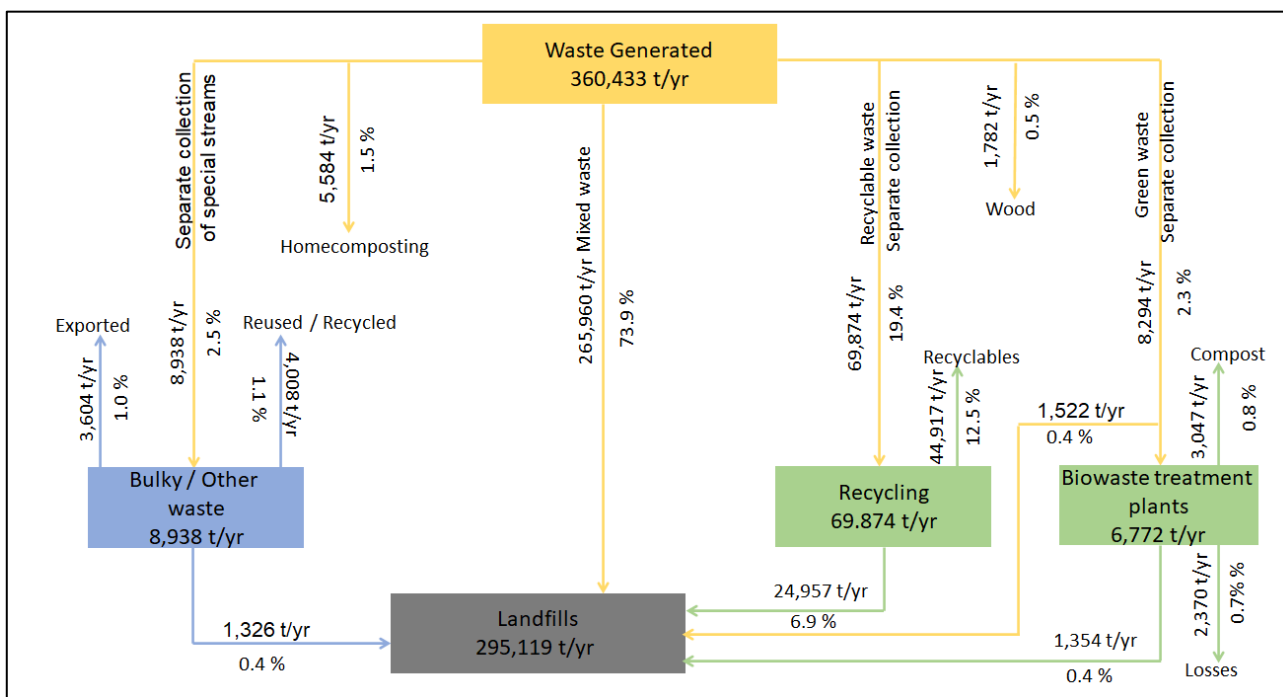 Waste Generated
360,433 t/yr
Separate collection
of special streams
8,938 t/yr
2.5 %
5,584 t/yr
1.5 %
Homecomposting
265,960 t/yr Mixed waste
73.9 %
Recyclable waste
Separate collection
69,874 t/yr
19.4 %
1,782 t/yr
0.5 %
Wood
Green waste
Separate collection
8,294 t/yr
2.3 %
Exported
3,604 t/yr
1.0 %
Reused / Recycled
4,008 t/yr
1.1 %
Recyclables
44,917 t/yr
12.5 %
1,522 t/yr
0.4 %
Compost
3,047 t/yr
0.8 %
Bulky / Other
waste
8,938 t/yr
Recycling
69.874 t/yr
Biowaste treatment
plants
6,772 t/yr
Landfills
295,119 t/yr
1,326 t/yr
0.4 %
24,957 t/yr
6.9 %
1,354 t/yr
0.4 %
2,370 t/yr
0.7% %
Losses